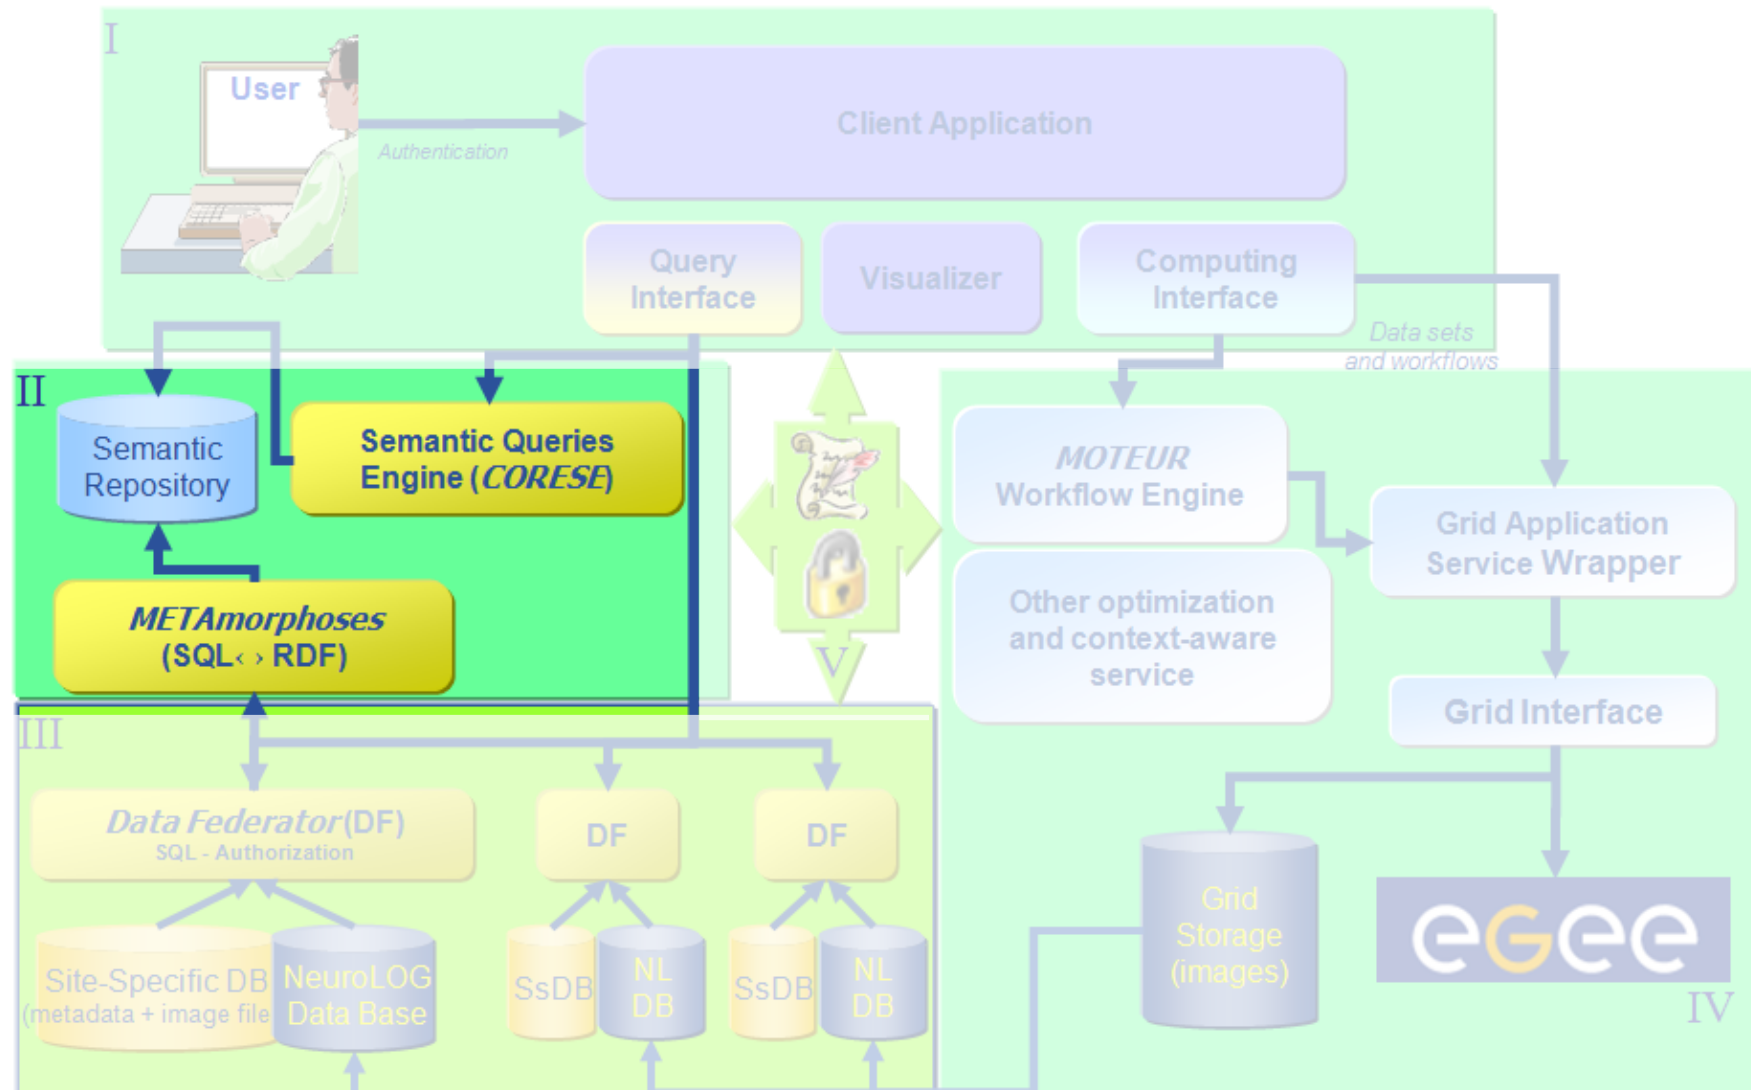 I
User
Authentication
Client Application
Query
Interface
Visualizer
Computing
Interface
Data sets
and workflows
II
Semantic
Repository
Semantic Queries
Engine (CORESE)
METAmorphoses
(SQL‹ › RDF)
V
MOTEUR
Workflow Engine
Grid Application
Service Wrapper
Other optimization
and context-aware
service
Grid Interface
III
Data Federator (DF)
SQL - Authorization
DF
DF
Site-Specific DB
(metadata + image file
NeuroLOG
Data Base
SsDB
NL
DB
SsDB
NL
DB
Grid
Storage
(images)
eGee
IV